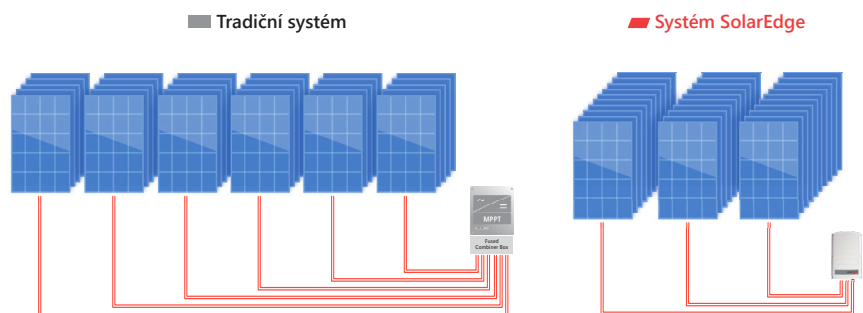 Tradiční systém
Systém SolarEdge
MPPT
Fused
Combiner Box